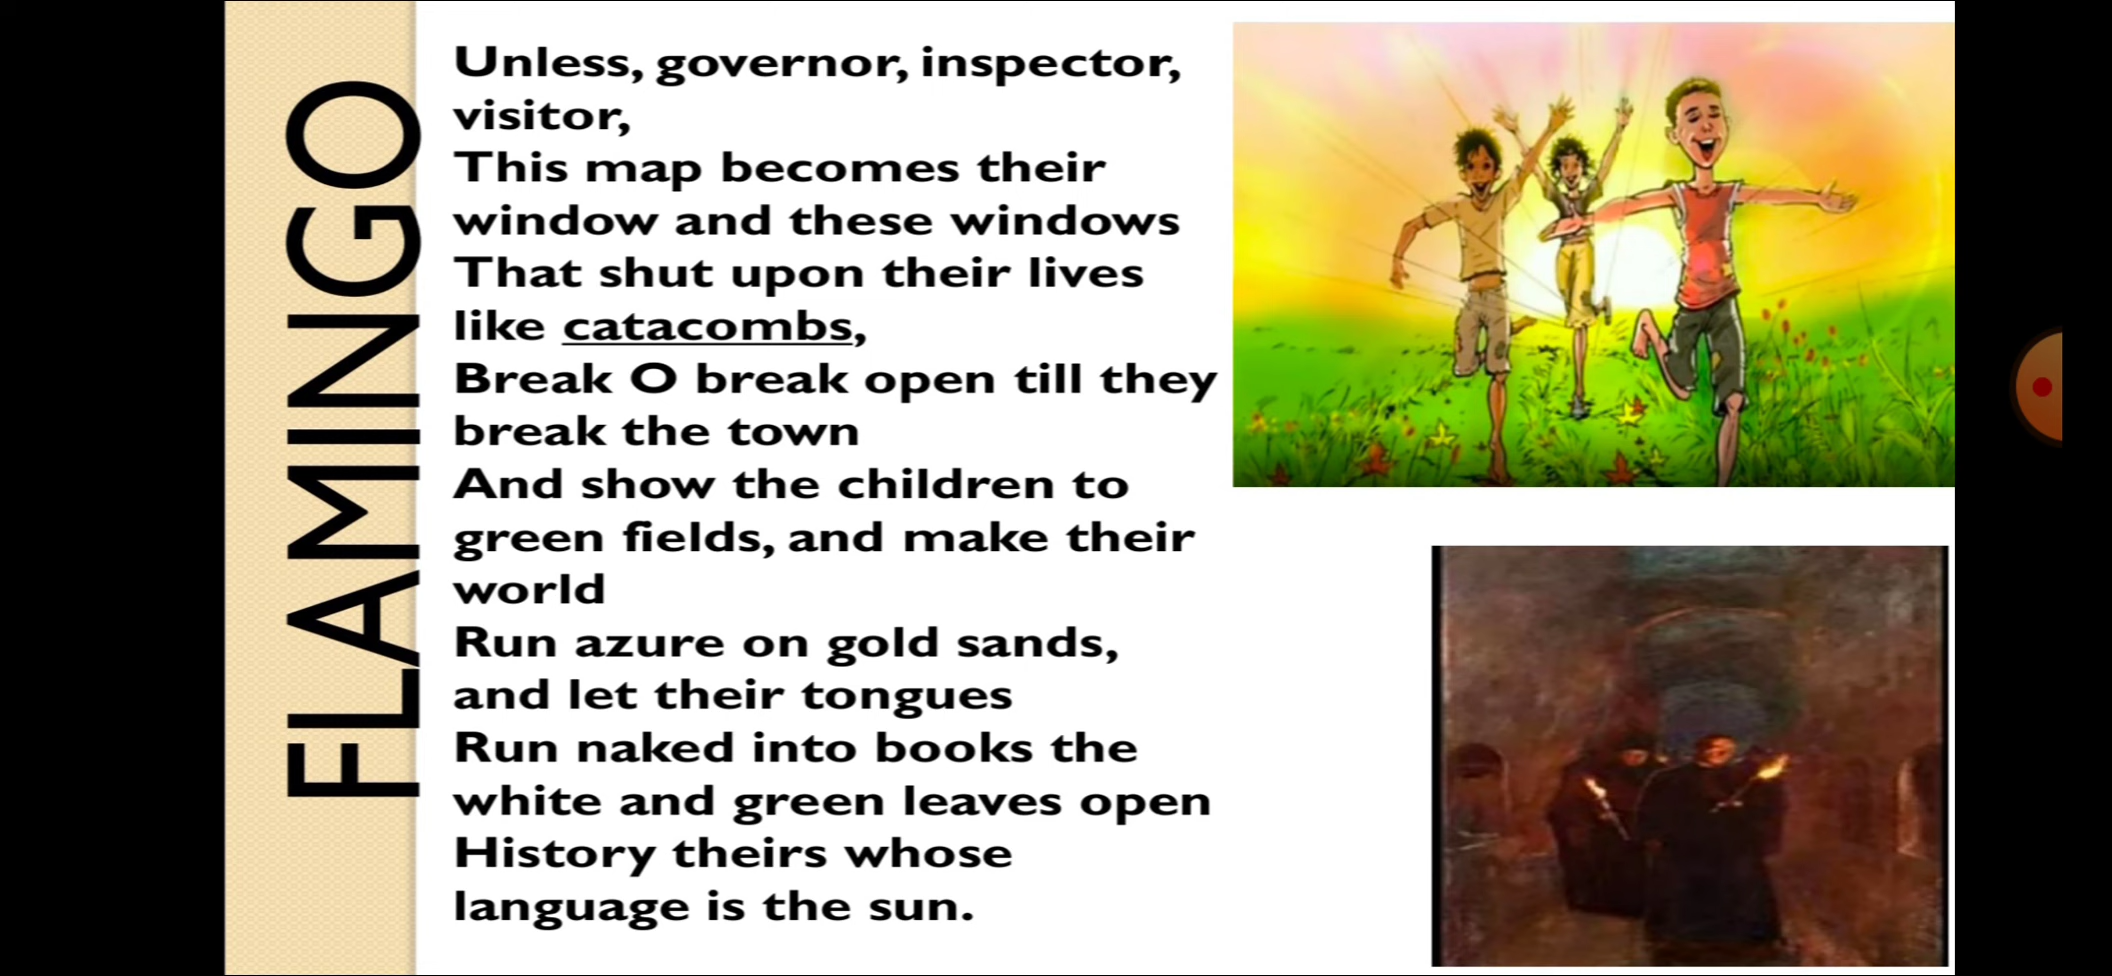 FLAMINGO
Unless, governor, inspector,
visitor,
This map becomes their
window and these windows
That shut upon their lives
like catacombs,
Break O break open till they
break the town
And show the children to
green fields, and make their
world
Run azure on gold sands,
and let their tongues
Run naked into books the
white and green leaves open
History theirs whose
language is the sun.